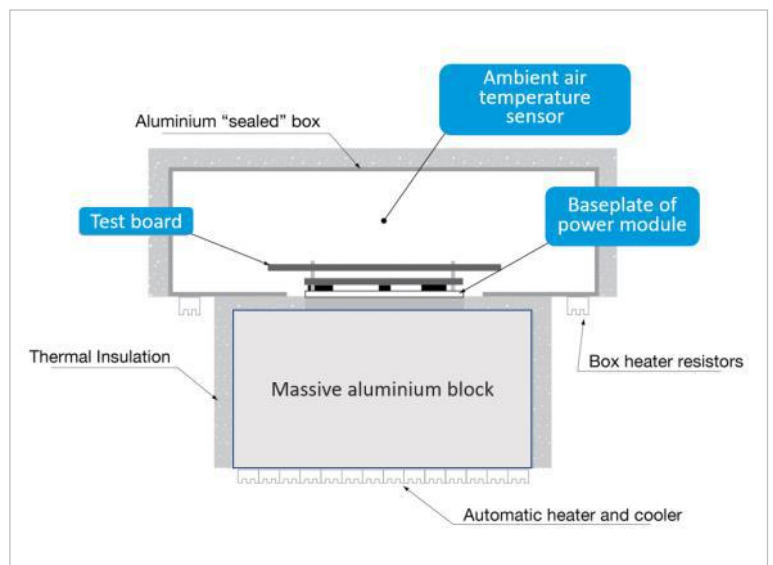 Ambient air
temperature
sensor
Aluminium “sealed” box
Test board
Baseplate of
power module
Thermal Insulation
Box heater resistors
Massive aluminium block
Automatic heater and cooler